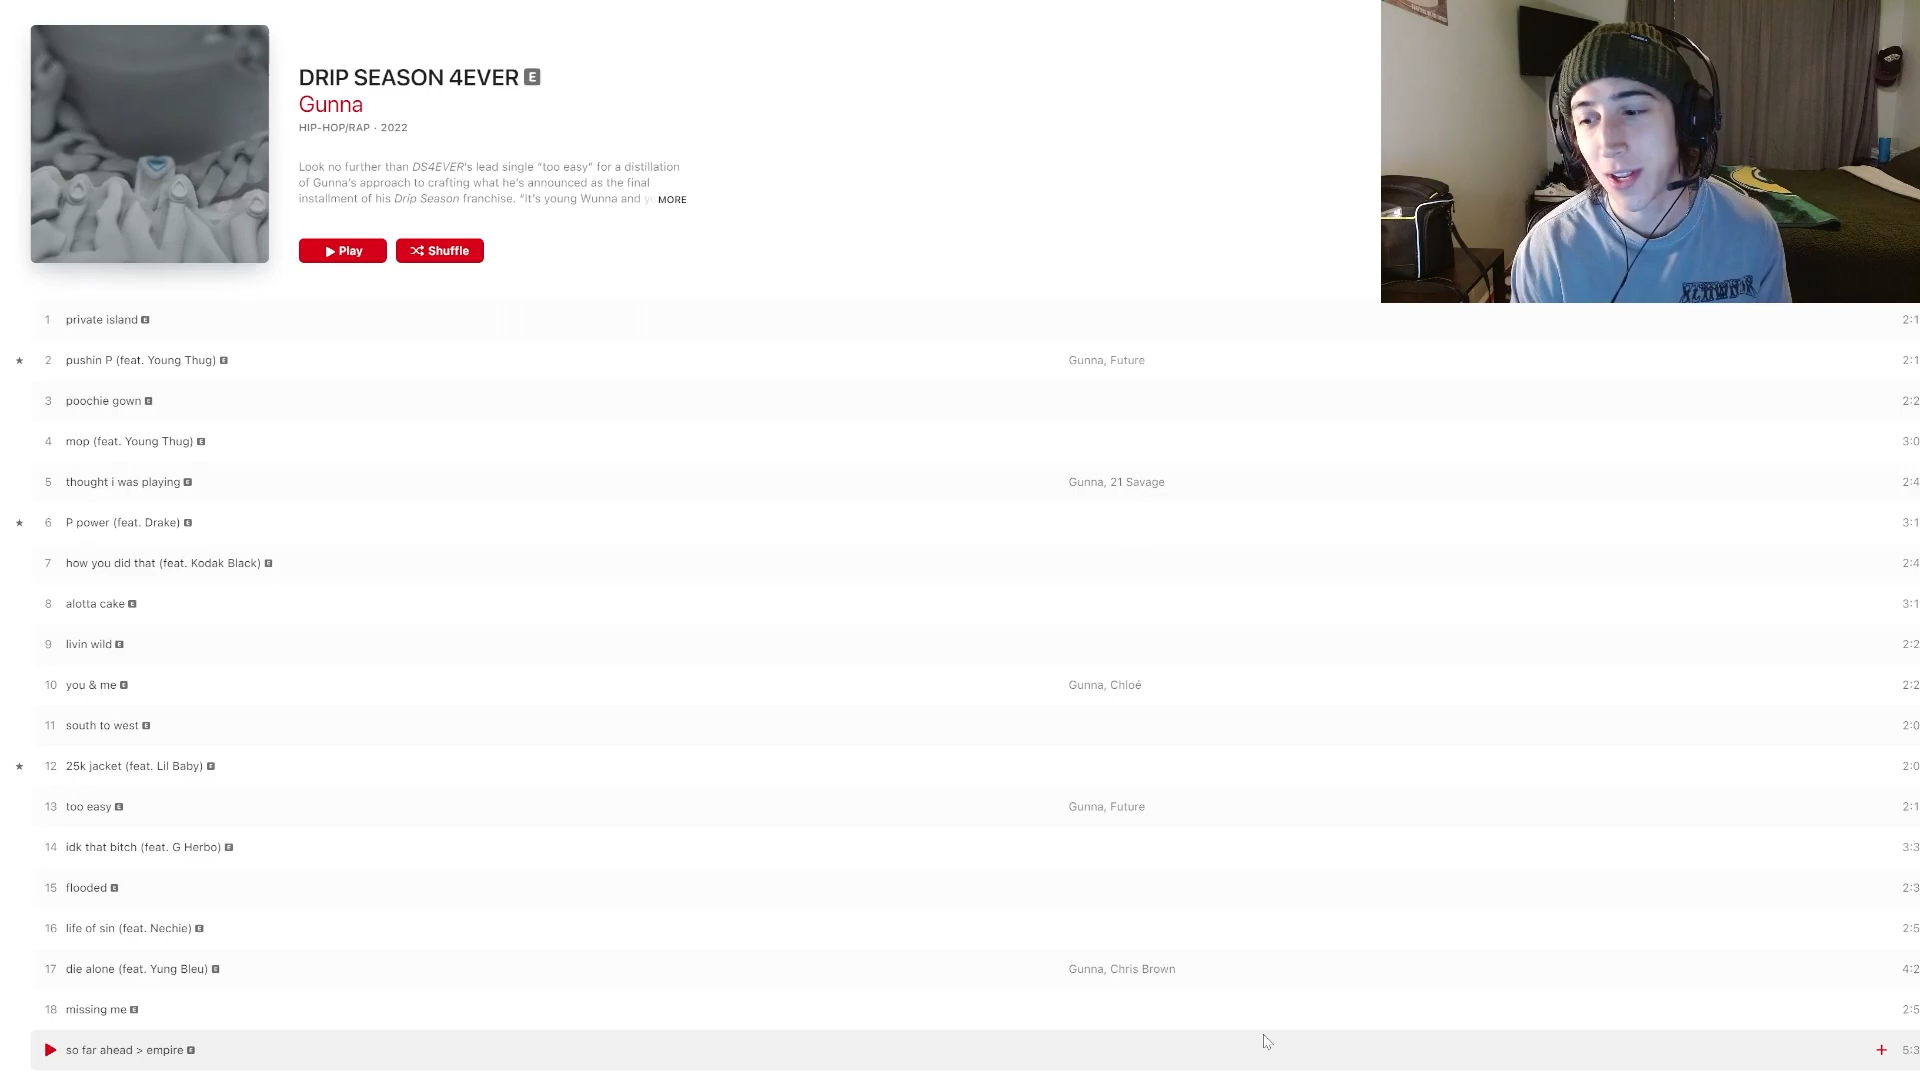 DRIP SEASON 4EVER E
Gunna
HIP-HOP/RAP · 2022
Look no further than DS4EVER's lead single "too easy" for a distillation
of Gunna's approach to crafting what he's announced as the final
installment of his Drip Season franchise. "It's young Wunna and MORE
Play Shuffle
1 private island E 2:1
★ 2 pushin P (feat. Young Thug) E Gunna, Future 2:1
3 poochie gown E 2:2
4 mop (feat. Young Thug) E 3:0
5 thought i was playing E Gunna, 21 Savage 2:4
★ 6 P power (feat. Drake) E 3:1
7 how you did that (feat. Kodak Black) E 2:4
8 alotta cake E 3:1
9 livin wild E 2:2
10 you & me E Gunna, Chloé 2:2
11 south to west E 2:0
★ 12 25k jacket (feat. Lil Baby) E 2:0
13 too easy E Gunna, Future 2:1
14 idk that bitch (feat. G Herbo) E 3:3
15 flooded E 2:3
16 life of sin (feat. Nechie) E 2:5
17 die alone (feat. Yung Bleu) E Gunna, Chris Brown 4:2
18 missing me E 2:5
so far ahead > empire E + 5:3